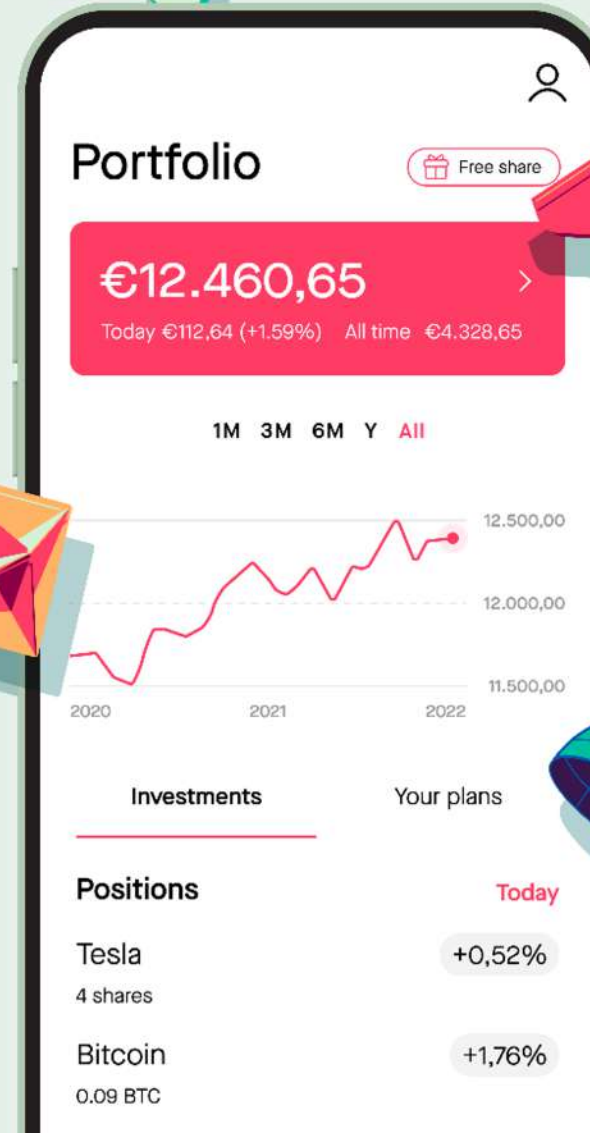 Portfolio
Free share
€12.460,65
Today €112,64 (+1.59%) All time €4.328,65
1M 3M 6M Y All
12.500,00
12.000,00
11.500,00
2020 2021 2022
Investments Your plans
Positions Today
Tesla +0,52%
4 shares
Bitcoin +1,76%
0.09 BTC